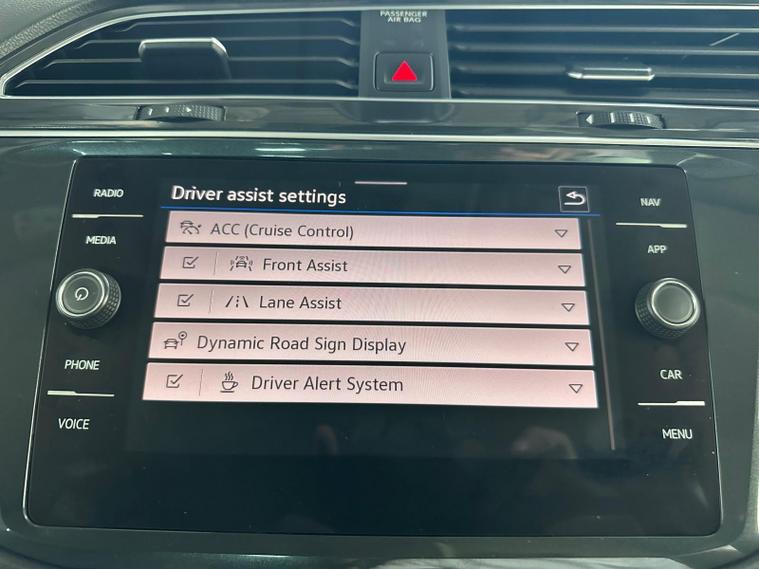 PASSENGER
AIR BAG
RADIO
MEDIA
PHONE
VOICE
Driver assist settings
ACC (Cruise Control)
Front Assist
Lane Assist
Dynamic Road Sign Display
Driver Alert System
NAV
APP
CAR
MENU